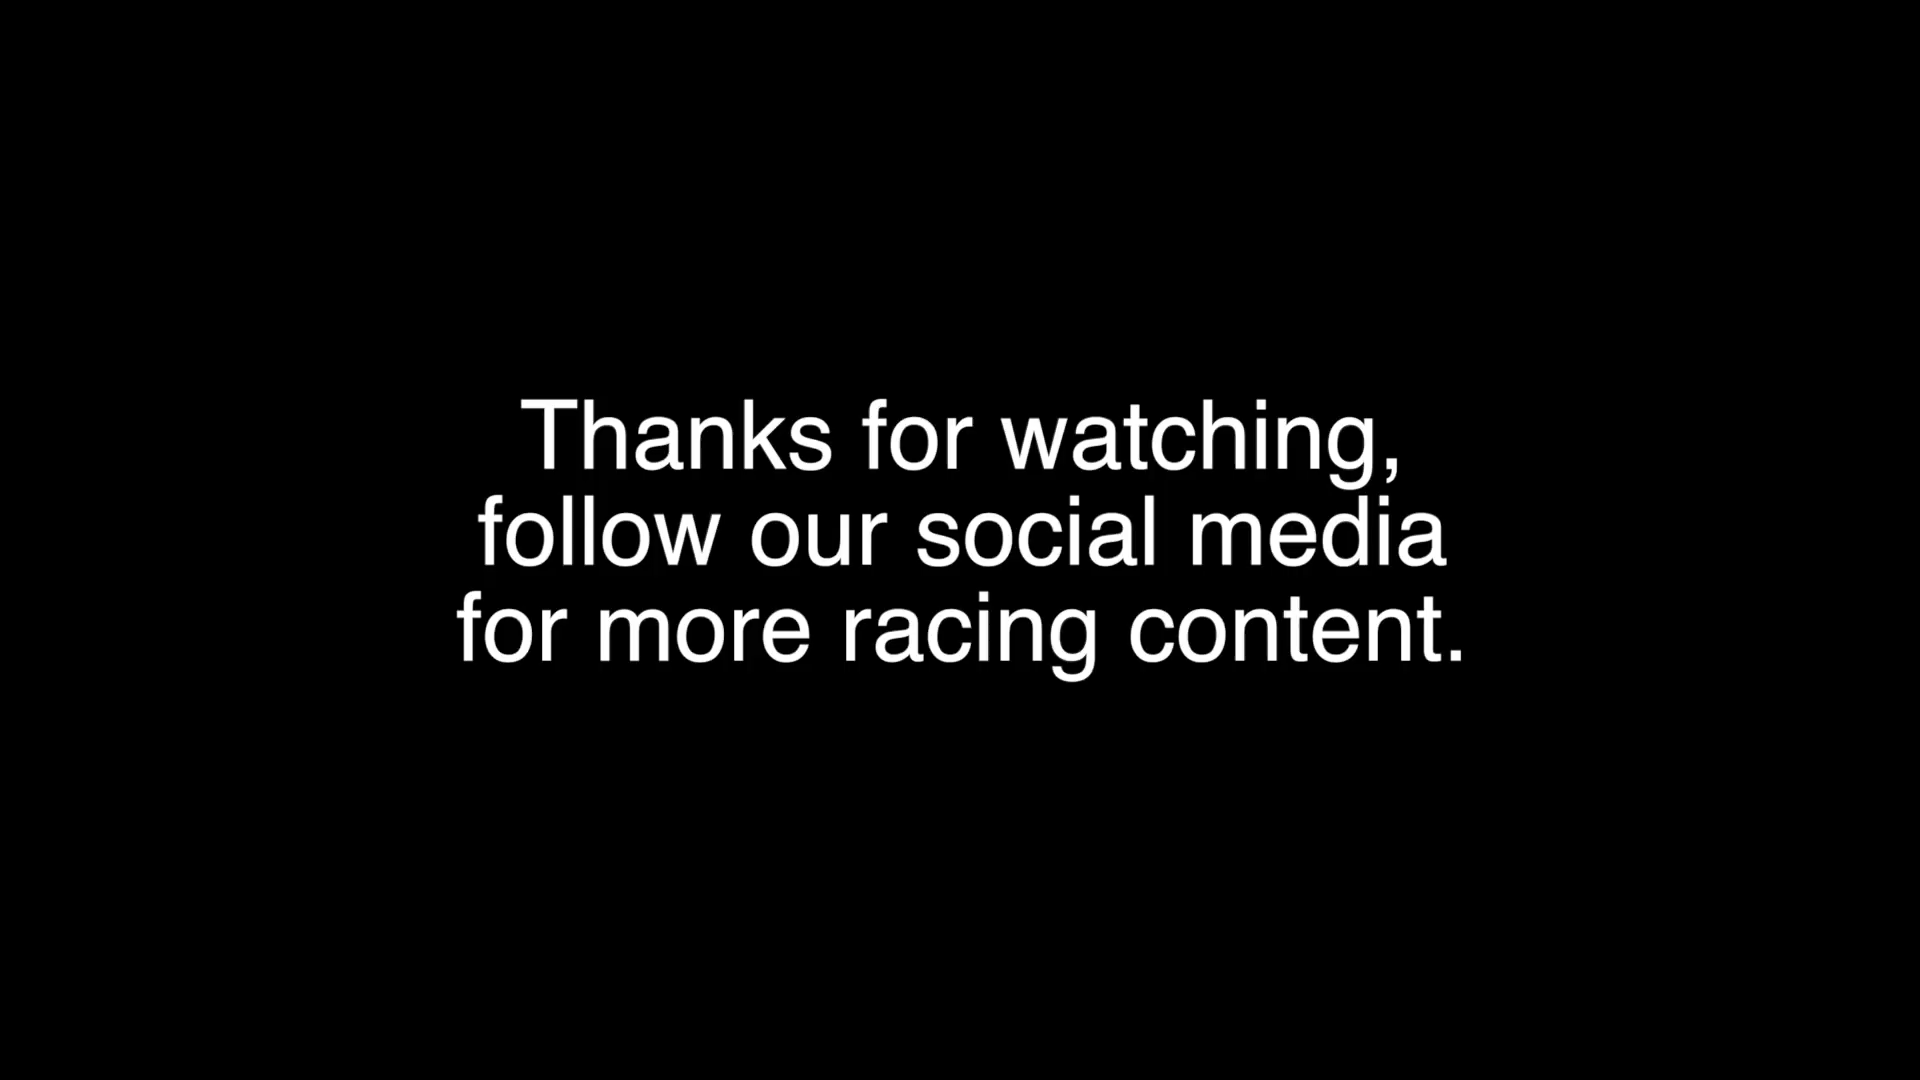 Thanks for watching,
follow our social media
for more racing content.